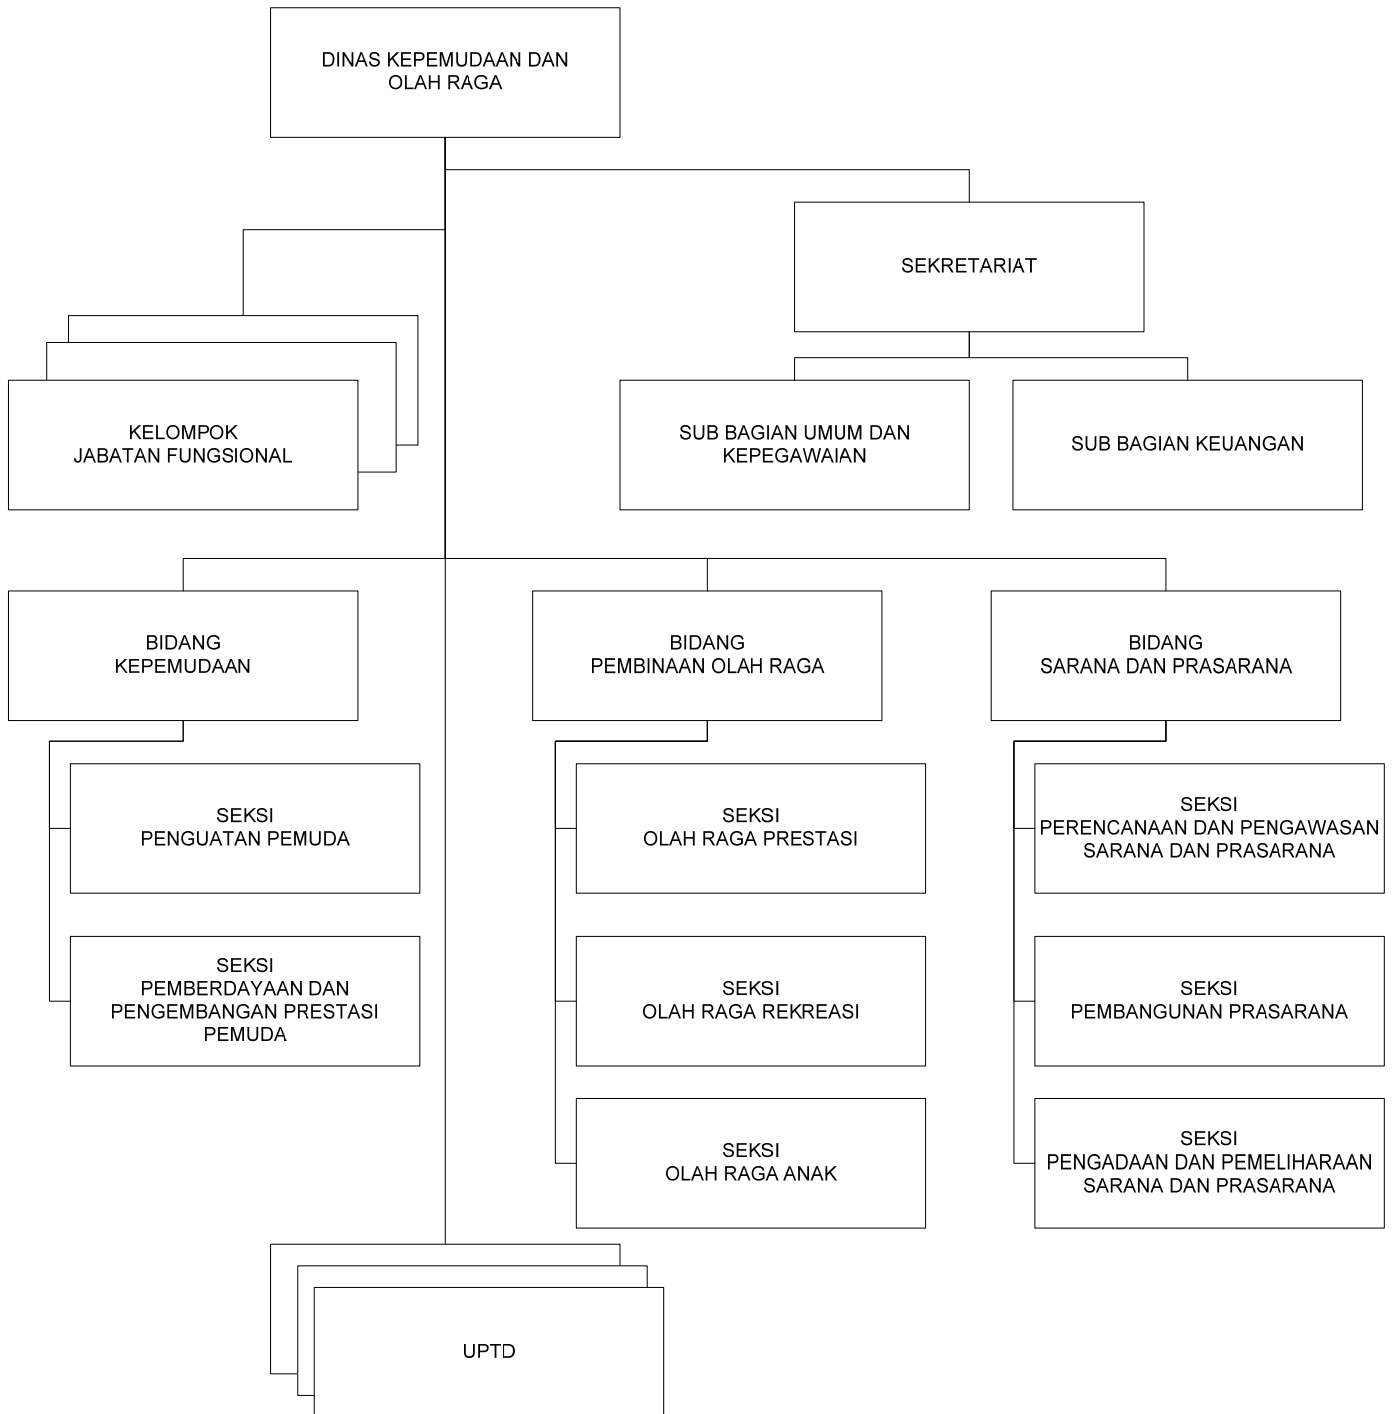 DINAS KEPEMUDAAN DAN
OLAH RAGA
SEKRETARIAT
KELOMPOK
JABATAN FUNGSIONAL
SUB BAGIAN UMUM DAN
KEPEGAWAIAN
SUB BAGIAN KEUANGAN
BIDANG
KEPEMUDAAN
BIDANG
PEMBINAAN OLAH RAGA
BIDANG
SARANA DAN PRASARANA
SEKSI
PENGUATAN PEMUDA
SEKSI
OLAH RAGA PRESTASI
SEKSI
PERENCANAAN DAN PENGAWASAN
SARANA DAN PRASARANA
SEKSI
PEMBERDAYAAN DAN
PENGEMBANGAN PRESTASI
PEMUDA
SEKSI
OLAH RAGA REKREASI
SEKSI
PEMBANGUNAN PRASARANA
SEKSI
OLAH RAGA ANAK
SEKSI
PENGADAAN DAN PEMELIHARAAN
SARANA DAN PRASARANA
UPTD